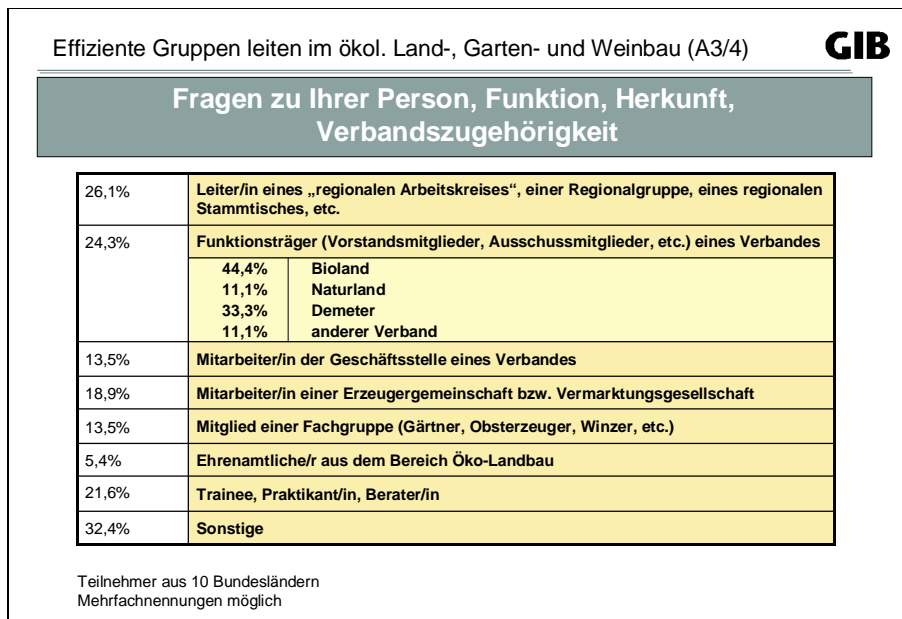 Effiziente Gruppen leiten im ökol. Land-, Garten- und Weinbau (A3/4)
GIB
Fragen zu Ihrer Person, Funktion, Herkunft,
Verbandszugehörigkeit
26,1% Leiter/in eines „regionalen Arbeitskreises“, einer Regionalgruppe, eines regionalen
Stammtisches, etc.
24,3% Funktionsträger (Vorstandsmitglieder, Ausschussmitglieder, etc.) eines Verbandes
44,4% Bioland
11,1% Naturland
33,3% Demeter
11,1% anderer Verband
13,5% Mitarbeiter/in der Geschäftsstelle eines Verbandes
18,9% Mitarbeiter/in einer Erzeugergemeinschaft bzw. Vermarktungsgesellschaft
13,5% Mitglied einer Fachgruppe (Gärtner, Obsterzeuger, Winzer, etc.)
5,4% Ehrenamtliche/r aus dem Bereich Öko-Landbau
21,6% Trainee, Praktikant/in, Berater/in
32,4% Sonstige
Teilnehmer aus 10 Bundesländern
Mehrfachnennungen möglich